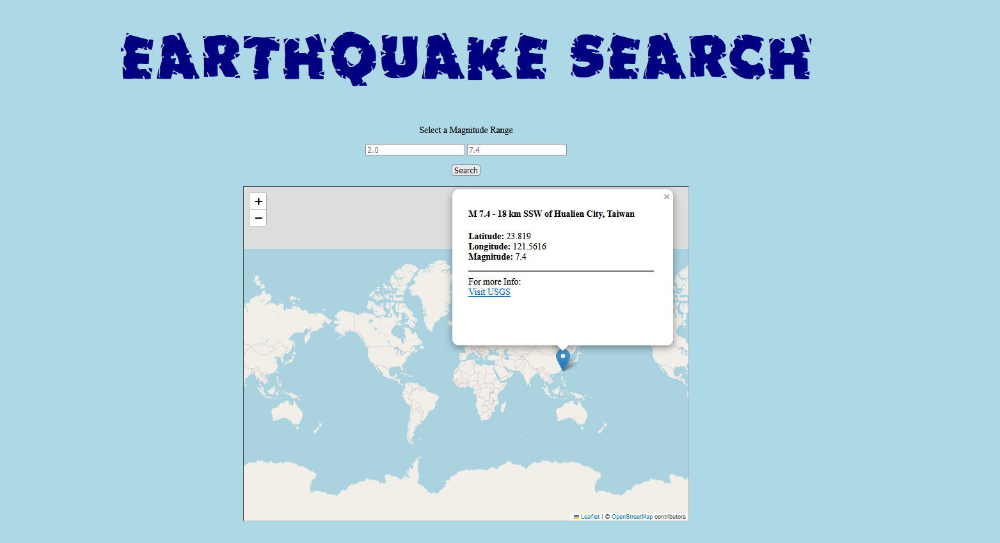 EARTHQUAKE SEARCH
Select a Magnitude Range
2.0 7.4
Search
+
−
×
M 7.4 - 18 km SSW of Hualien City, Taiwan
Latitude: 23.819
Longitude: 121.5616
Magnitude: 7.4
For more Info:
Visit USGS
Leaflet | © OpenStreetMap contributors